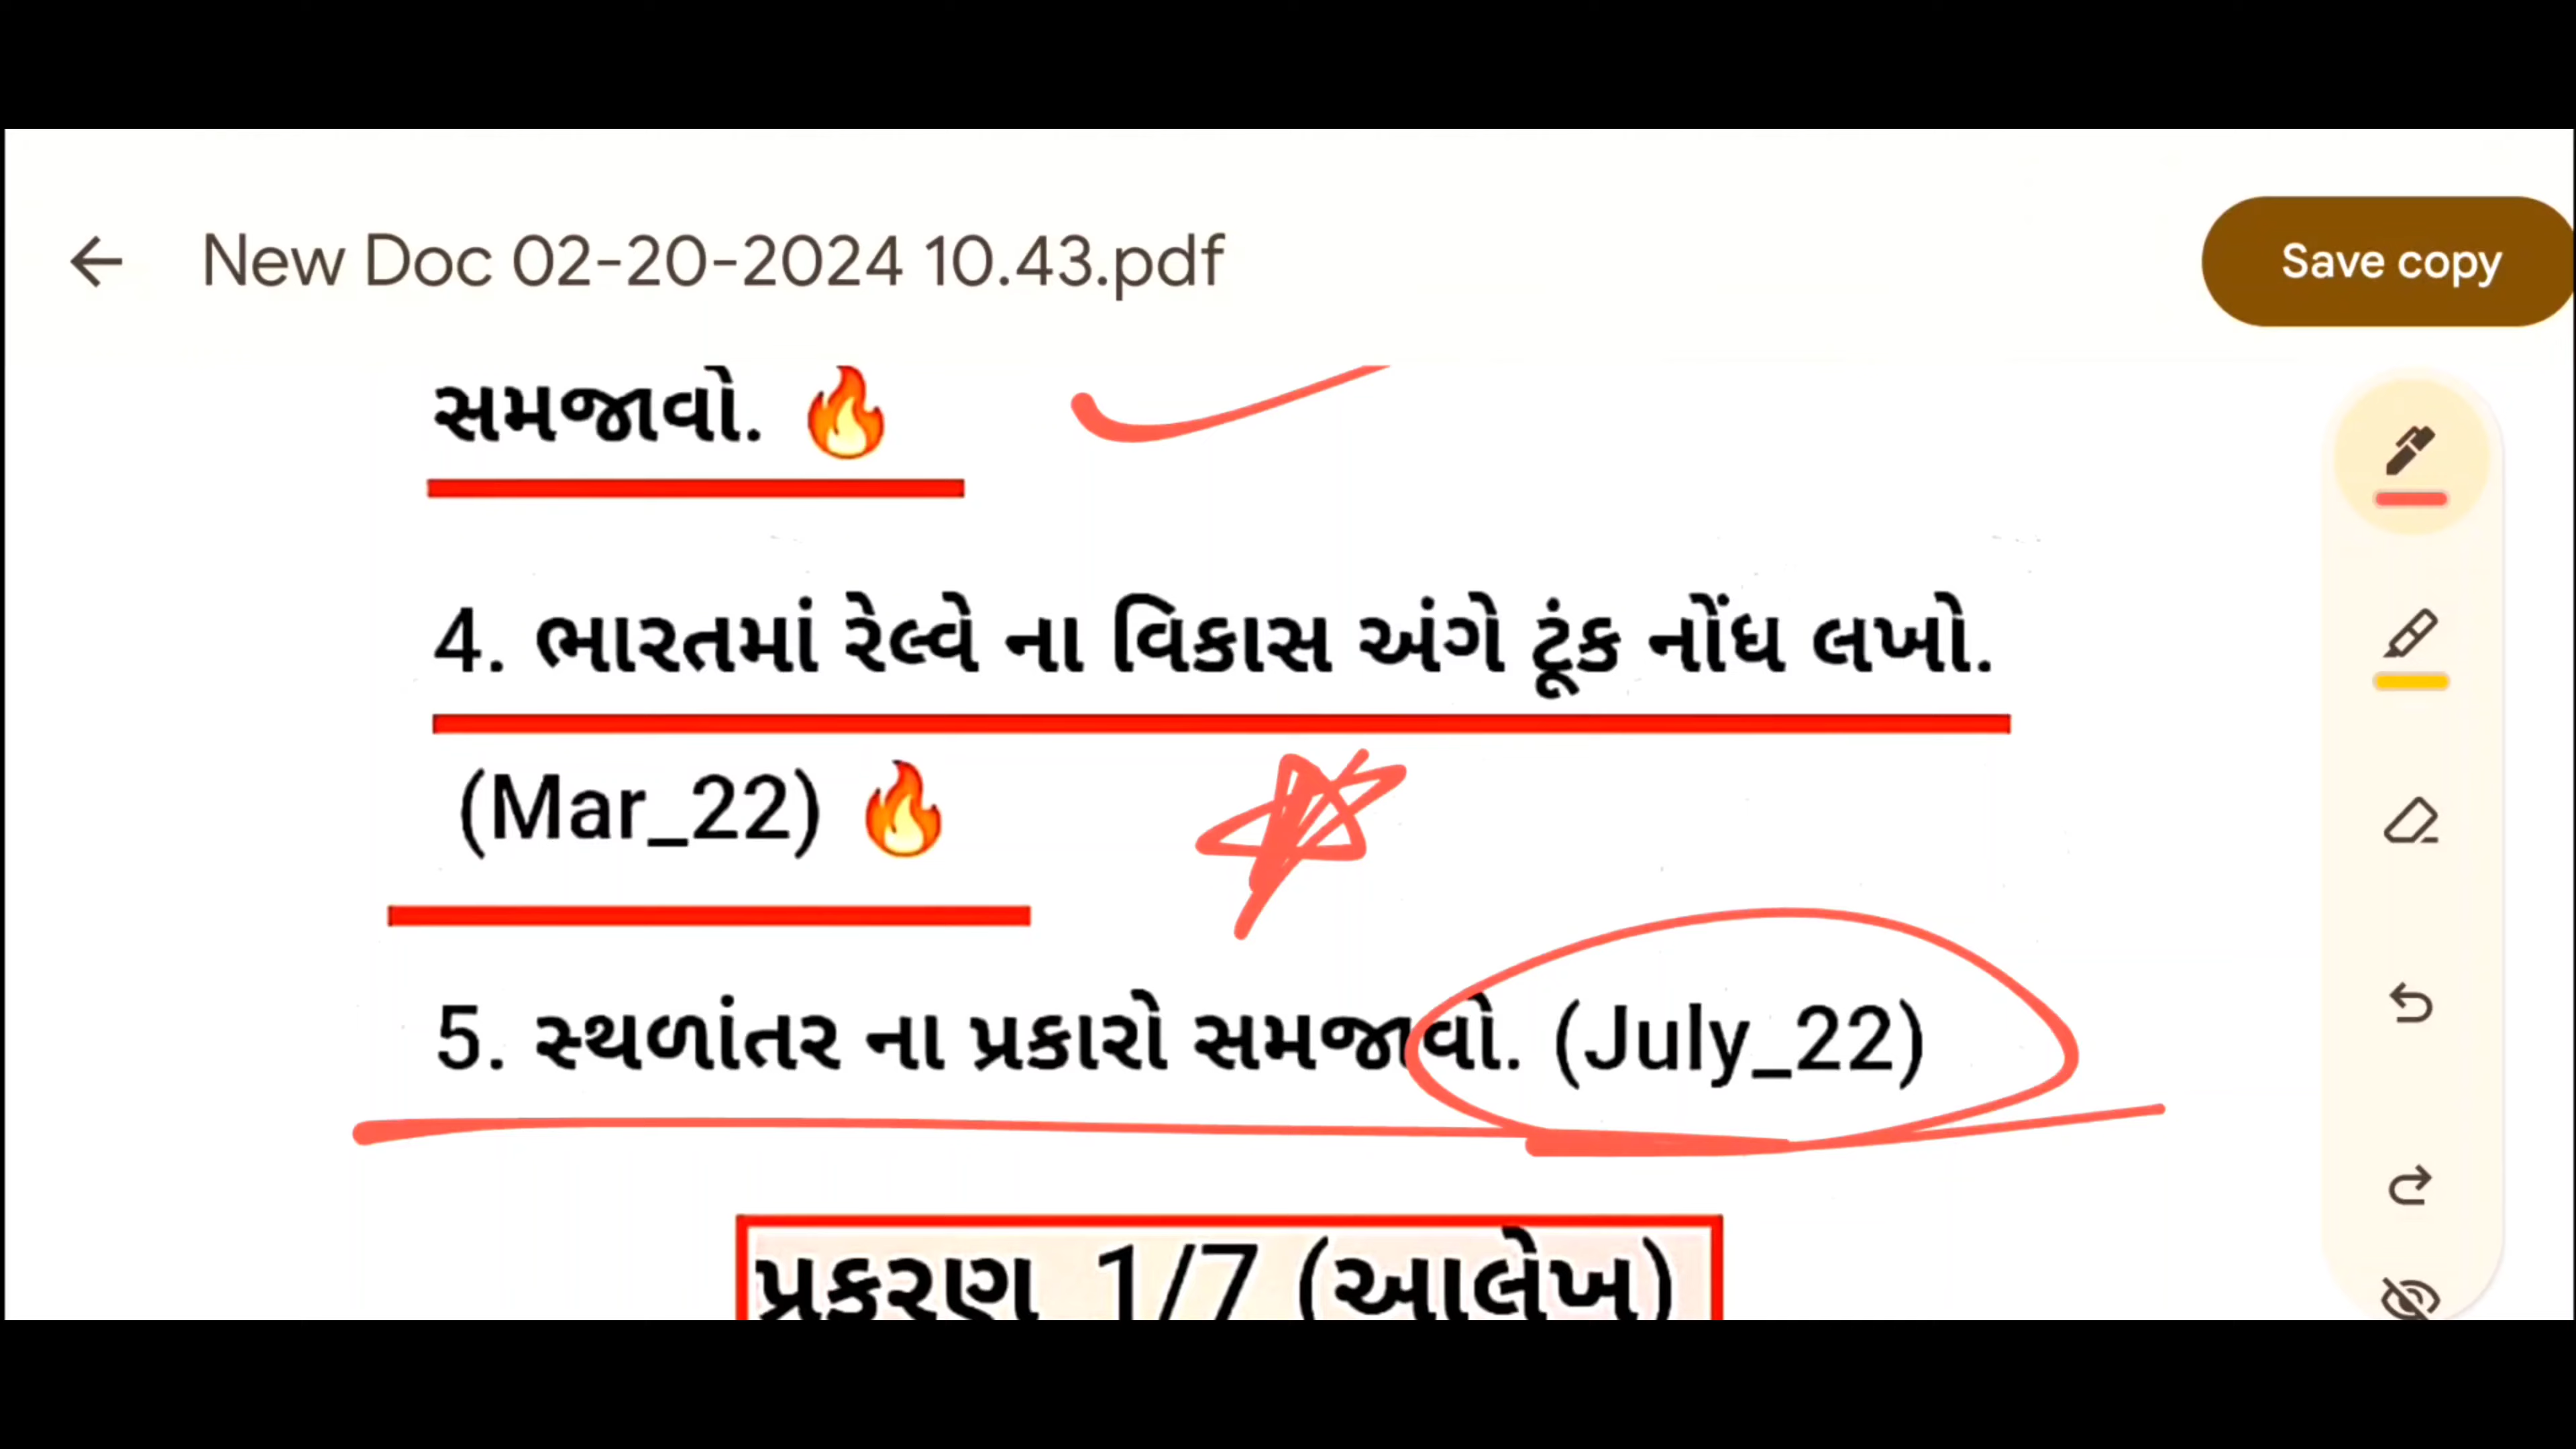 New Doc 02-20-2024 10.43.pdf
Save copy
સમજાવો. 🔥
4. ભારતમાં રેલ્વે ના વિકાસ અંગે ટૂંક નોંધ લખો.
(Mar_22) 🔥
5. સ્થળાંતર ના પ્રકારો સમજાવો. (July_22)
પ્રકરણ 1/7 (આલેખ)